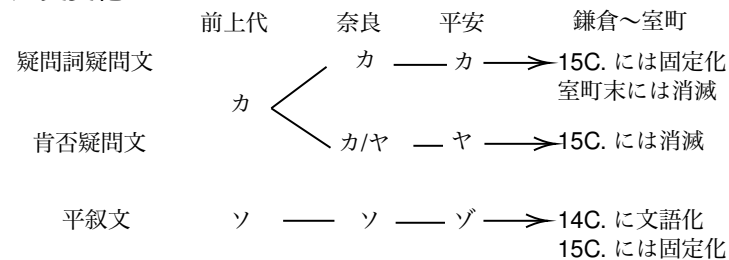 前上代 奈良 平安 鎌倉～室町
疑問詞疑問文 カ カ 15C. には固定化
室町末には消滅
カ
肯否疑問文 カ/ヤ ヤ 15C. には消滅
平叙文 ソ ソ ゾ 14C. に文語化
15C. には固定化